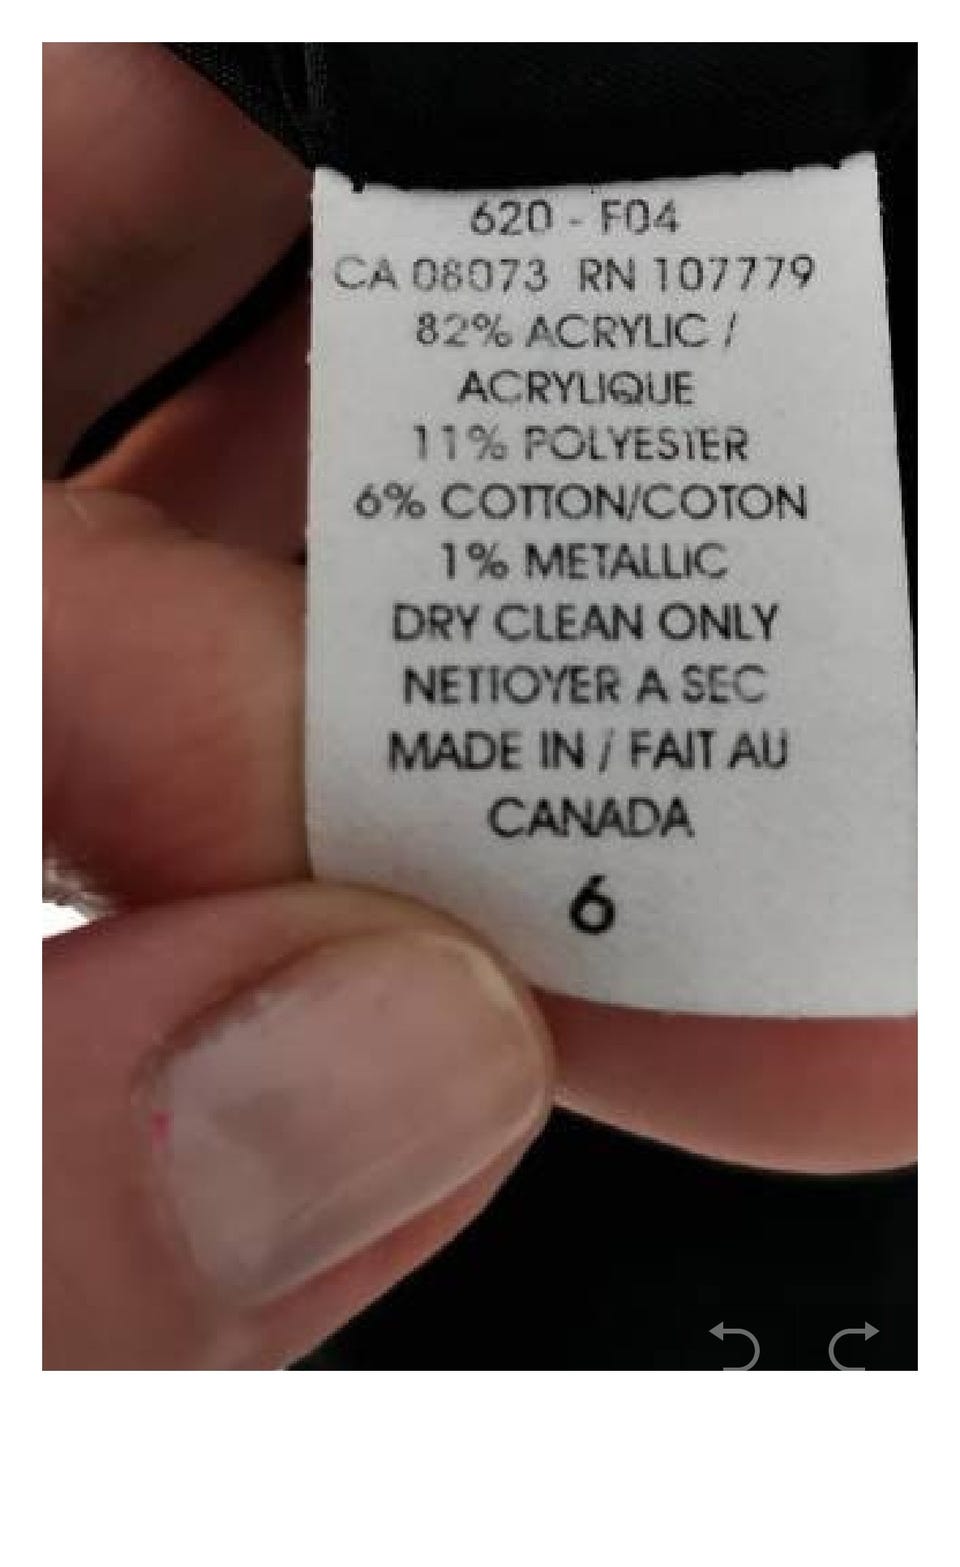 620 - F04
CA 08073 RN 107779
82% ACRYLIC /
ACRYLIQUE
11% POLYESTER
6% COTTON/COTON
1% METALLIC
DRY CLEAN ONLY
NETTOYER A SEC
MADE IN / FAIT AU
CANADA
6